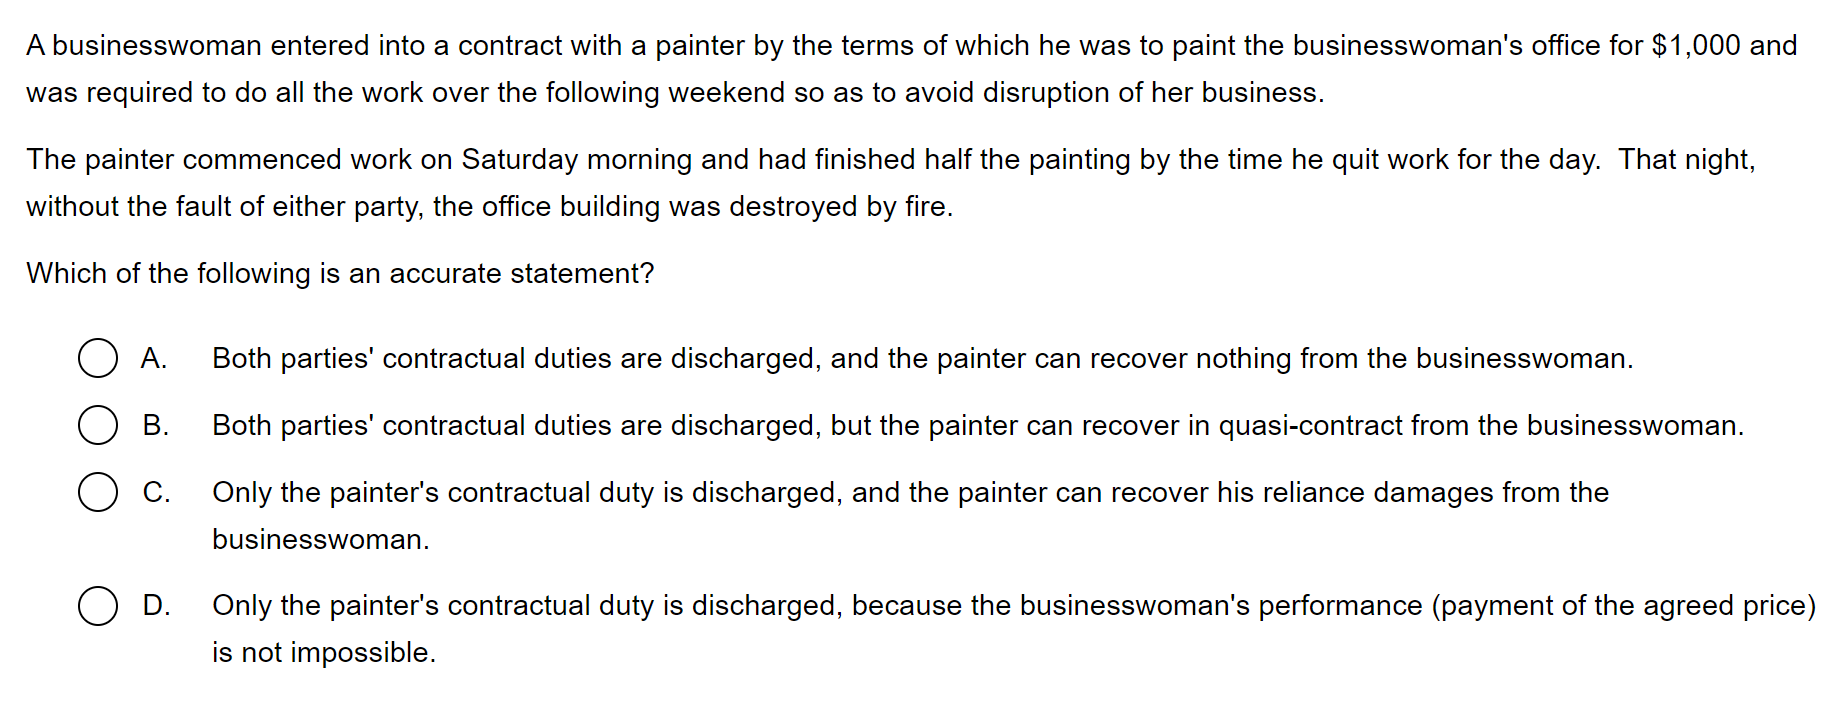 A businesswoman entered into a contract with a painter by the terms of which he was to paint the businesswoman's office for $1,000 and
was required to do all the work over the following weekend so as to avoid disruption of her business.
The painter commenced work on Saturday morning and had finished half the painting by the time he quit work for the day.  That night,
without the fault of either party, the office building was destroyed by fire.
Which of the following is an accurate statement?
A. Both parties' contractual duties are discharged, and the painter can recover nothing from the businesswoman.
B. Both parties' contractual duties are discharged, but the painter can recover in quasi-contract from the businesswoman.
C. Only the painter's contractual duty is discharged, and the painter can recover his reliance damages from the
businesswoman.
D. Only the painter's contractual duty is discharged, because the businesswoman's performance (payment of the agreed price)
is not impossible.